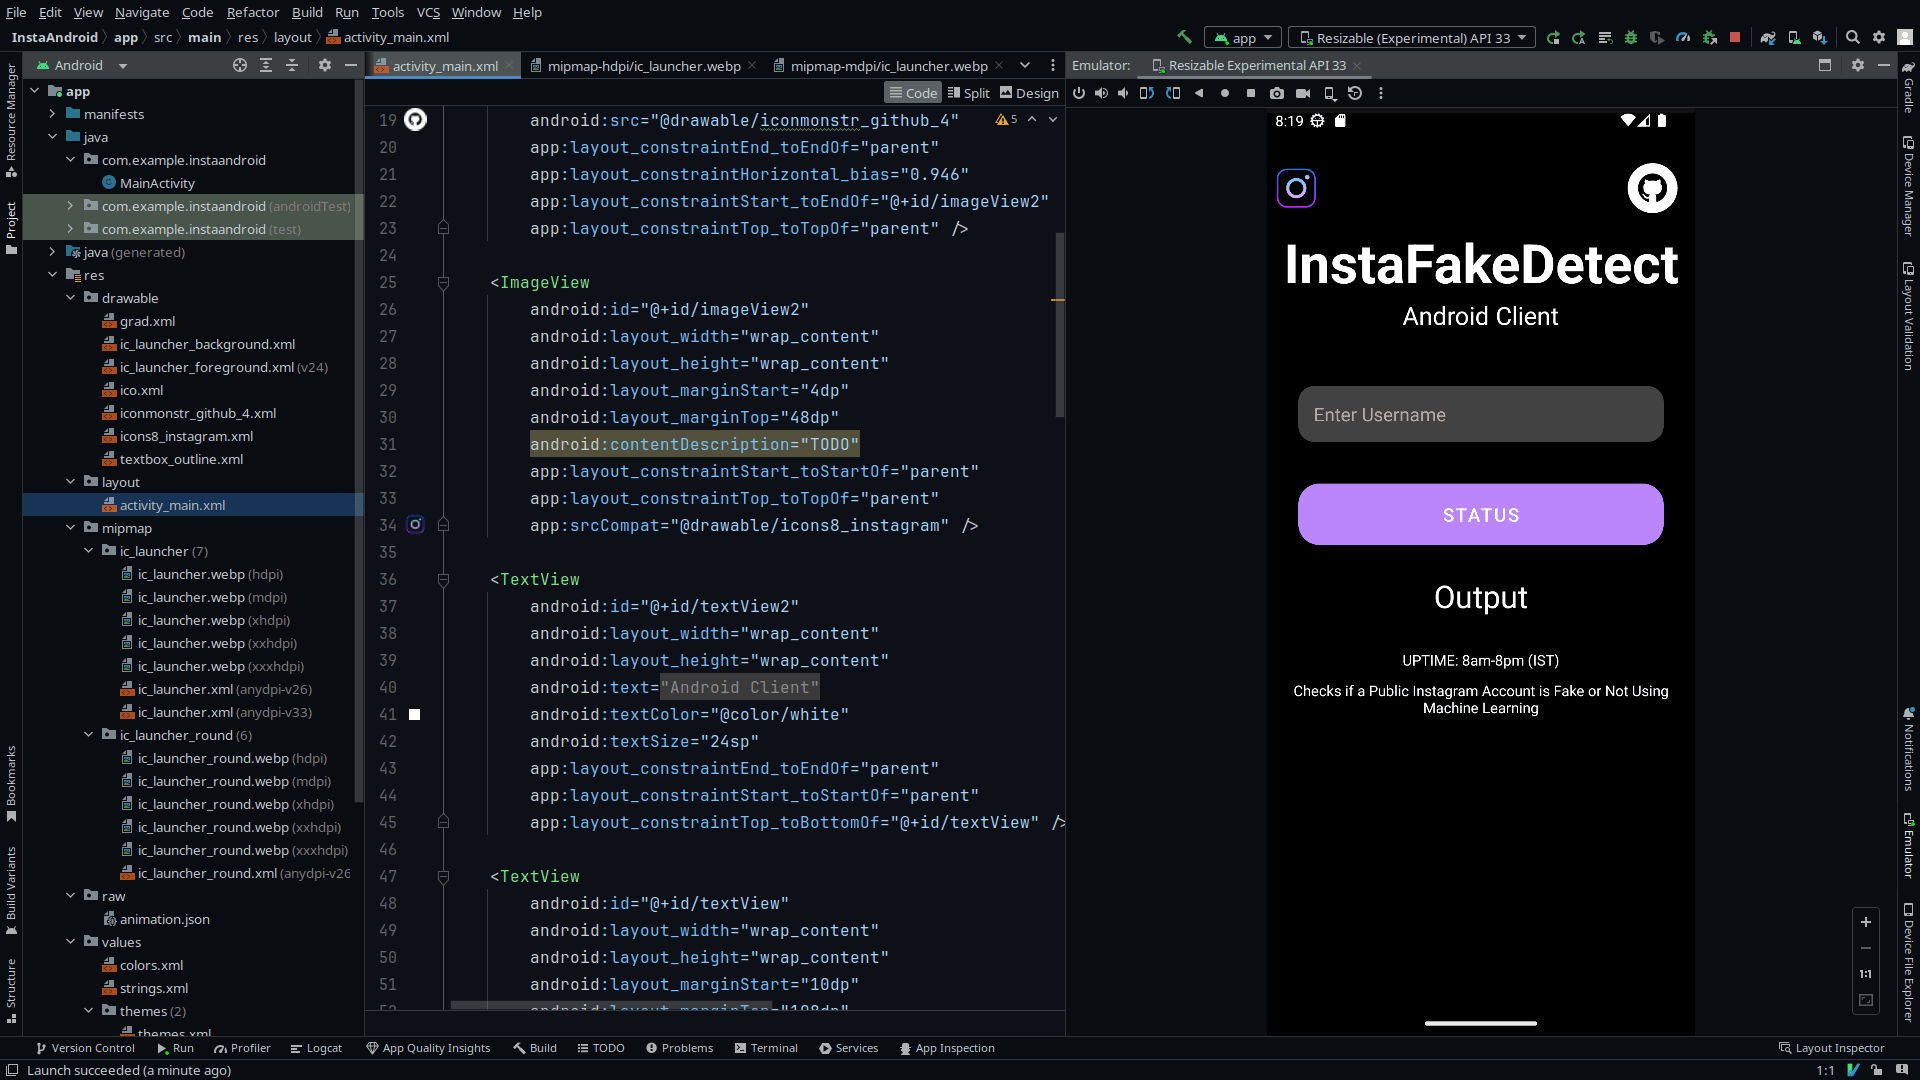 File Edit View Navigate Code Refactor Build Run Tools VCS Window Help
InstaAndroid app src main res layout activity_main.xml
app Resizable (Experimental) API 33
Android
activity_main.xml mipmap-hdpi/ic_launcher.webp mipmap-mdpi/ic_launcher.webp
Emulator: Resizable Experimental API 33
Code Split Design
Resource Manager
Project
Bookmarks
Build Variants
Structure
app
manifests
java
com.example.instaandroid
MainActivity
com.example.instaandroid (androidTest)
com.example.instaandroid (test)
java (generated)
res
drawable
grad.xml
ic_launcher_background.xml
ic_launcher_foreground.xml (v24)
ico.xml
iconmonstr_github_4.xml
icons8_instagram.xml
textbox_outline.xml
layout
activity_main.xml
mipmap
ic_launcher (7)
ic_launcher.webp (hdpi)
ic_launcher.webp (mdpi)
ic_launcher.webp (xhdpi)
ic_launcher.webp (xxhdpi)
ic_launcher.webp (xxxhdpi)
ic_launcher.xml (anydpi-v26)
ic_launcher.xml (anydpi-v33)
ic_launcher_round (6)
ic_launcher_round.webp (hdpi)
ic_launcher_round.webp (mdpi)
ic_launcher_round.webp (xhdpi)
ic_launcher_round.webp (xxhdpi)
ic_launcher_round.webp (xxxhdpi)
ic_launcher_round.xml (anydpi-v26
raw
animation.json
values
colors.xml
strings.xml
themes (2)
themes.xml
19 android:src="@drawable/iconmonstr_github_4" 5
20 app:layout_constraintEnd_toEndOf="parent"
21 app:layout_constraintHorizontal_bias="0.946"
22 app:layout_constraintStart_toEndOf="@+id/imageView2"
23 app:layout_constraintTop_toTopOf="parent" />
24
25 <ImageView
26 android:id="@+id/imageView2"
27 android:layout_width="wrap_content"
28 android:layout_height="wrap_content"
29 android:layout_marginStart="4dp"
30 android:layout_marginTop="48dp"
31 android:contentDescription="TODO"
32 app:layout_constraintStart_toStartOf="parent"
33 app:layout_constraintTop_toTopOf="parent"
34 app:srcCompat="@drawable/icons8_instagram" />
35
36 <TextView
37 android:id="@+id/textView2"
38 android:layout_width="wrap_content"
39 android:layout_height="wrap_content"
40 android:text="Android Client"
41 android:textColor="@color/white"
42 android:textSize="24sp"
43 app:layout_constraintEnd_toEndOf="parent"
44 app:layout_constraintStart_toStartOf="parent"
45 app:layout_constraintTop_toBottomOf="@+id/textView" />
46
47 <TextView
48 android:id="@+id/textView"
49 android:layout_width="wrap_content"
50 android:layout_height="wrap_content"
51 android:layout_marginStart="10dp"
52 android:layout_marginTop="108dp"
8:19
InstaFakeDetect
Android Client
Enter Username
STATUS
Output
UPTIME: 8am-8pm (IST)
Checks if a Public Instagram Account is Fake or Not Using
Machine Learning
1:1
Gradle
Device Manager
Layout Validation
Notifications
Emulator
Device File Explorer
Version Control Run Profiler Logcat App Quality Insights Build TODO Problems Terminal Services App Inspection Layout Inspector
Launch succeeded (a minute ago) 1:1